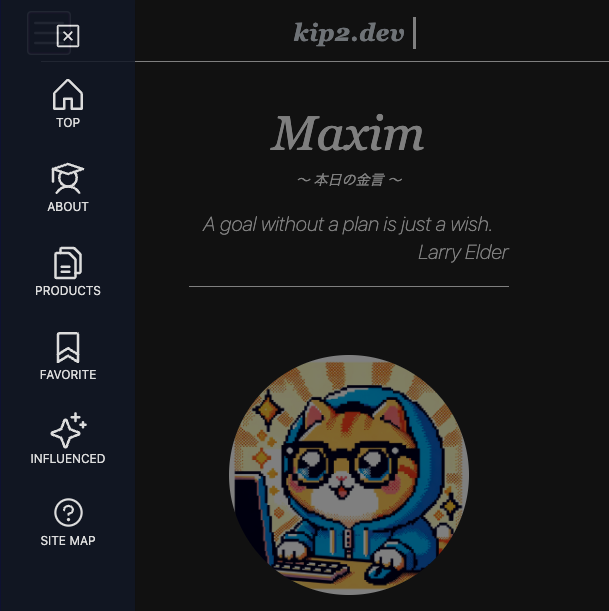 kip2.dev
TOP
ABOUT
PRODUCTS
FAVORITE
INFLUENCED
SITE MAP
Maxim
〜 本日の金言 〜
A goal without a plan is just a wish.
Larry Elder